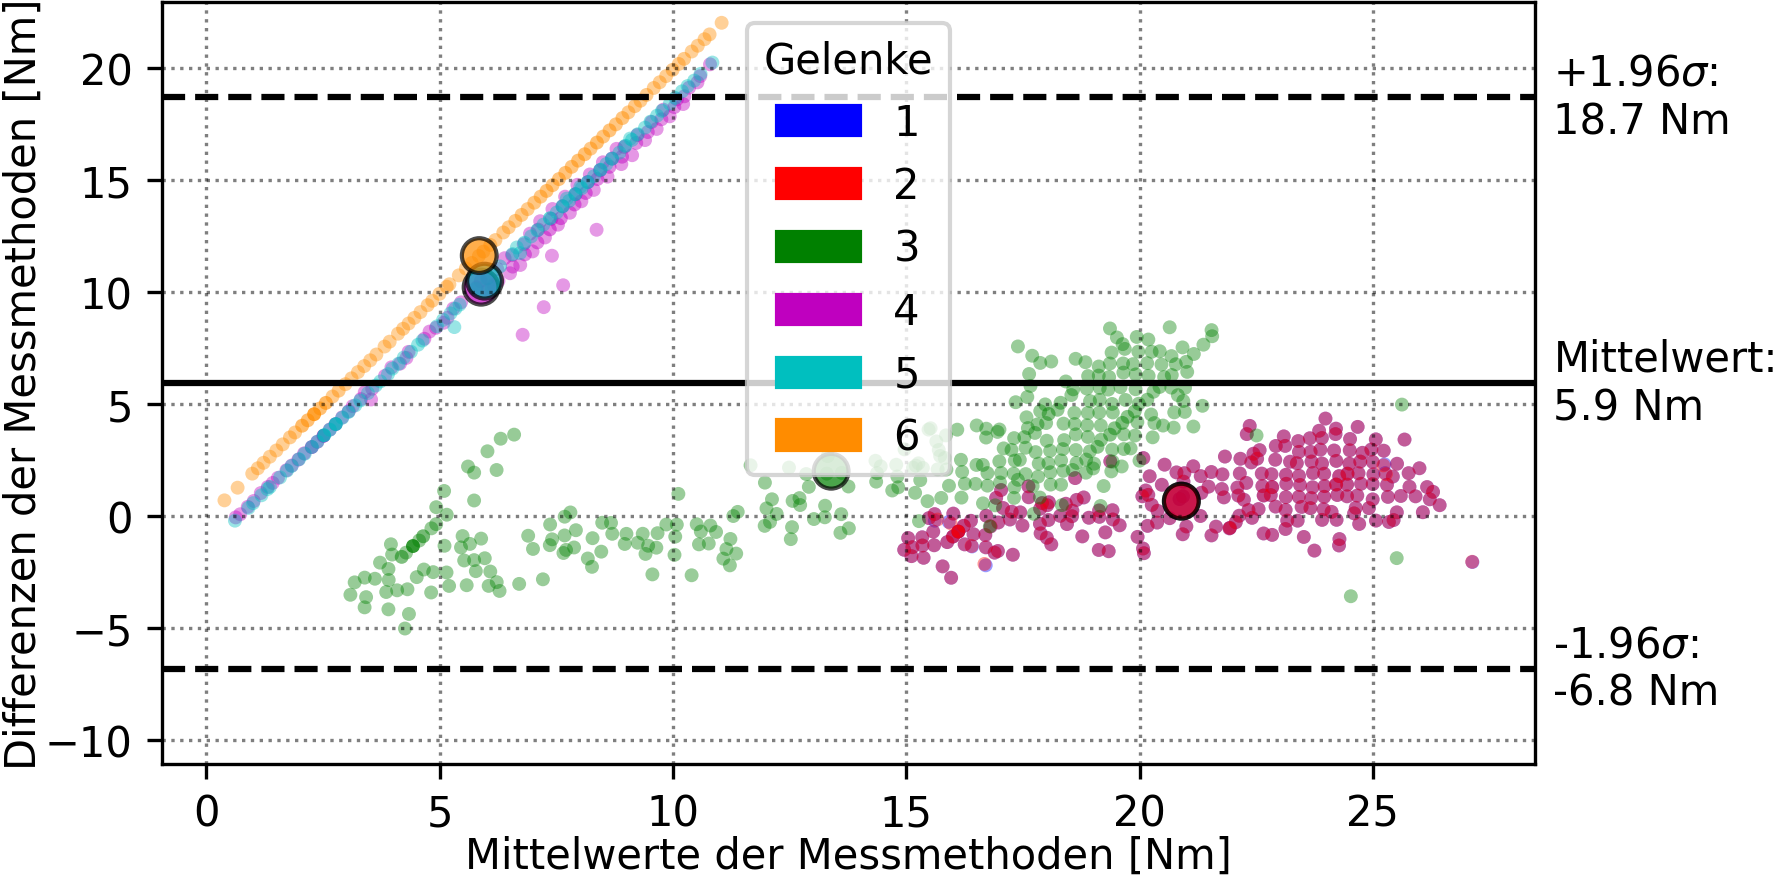 Differenzen der Messmethoden [Nm]
20
15
10
5
0
−5
−10
0
5
10
15
20
25
Mittelwerte der Messmethoden [Nm]
Gelenke
1
2
3
4
5
6
+1.96σ:
18.7 Nm
Mittelwert:
5.9 Nm
-1.96σ:
-6.8 Nm